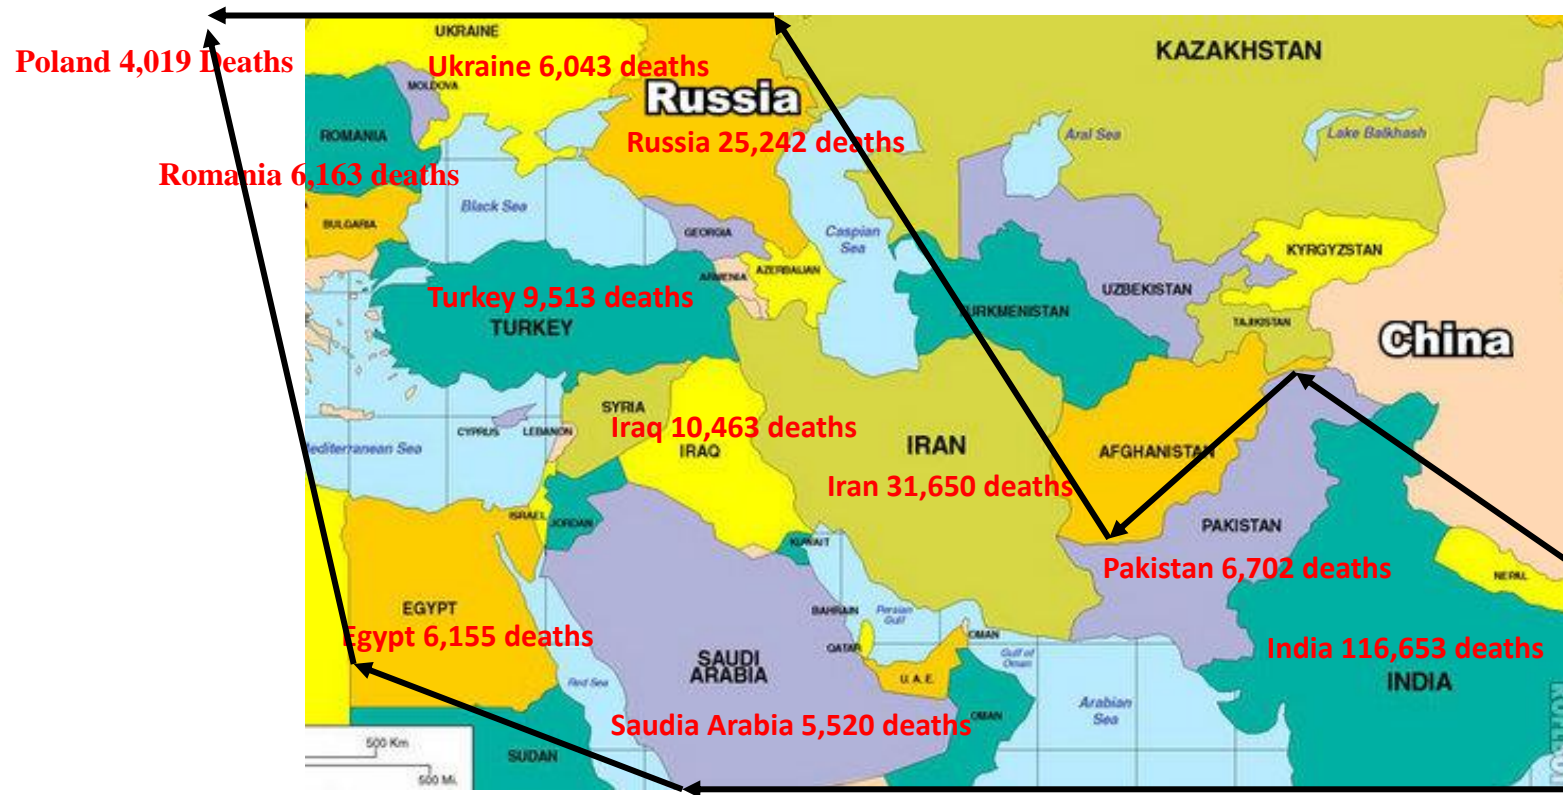 UKRAINE
Poland 4,019 Deaths
Ukraine 6,043 deaths
KAZAKHSTAN
MOLDOVA
Russia
ROMANIA
Russia 25,242 deaths
Aral Sea
Lake Balkhash
Romania 6,163 deaths
Black Sea
BULGARIA
GEORGIA
Caspian
Sea
KYRGYZSTAN
ARMENIA
AZERBAIJAN
UZBEKISTAN
Turkey 9,513 deaths
TURKEY
TURKMENISTAN
TAJIKISTAN
China
SYRIA
Iraq 10,463 deaths
CYPRUS
LEBANON
IRAQ
IRAN
AFGHANISTAN
Mediterranean Sea
Iran 31,650 deaths
ISRAEL
JORDAN
PAKISTAN
KUWAIT
Pakistan 6,702 deaths
NEPAL
EGYPT
BAHRAIN
Persian
Gulf
Egypt 6,155 deaths
OMAN
QATAR
Gulf of
Oman
India 116,653 deaths
SAUDI
ARABIA
Red Sea
U. A. E.
INDIA
Arabian
Sea
Saudia Arabia 5,520 deaths
OMAN
500 Km
SUDAN
500 Mi.